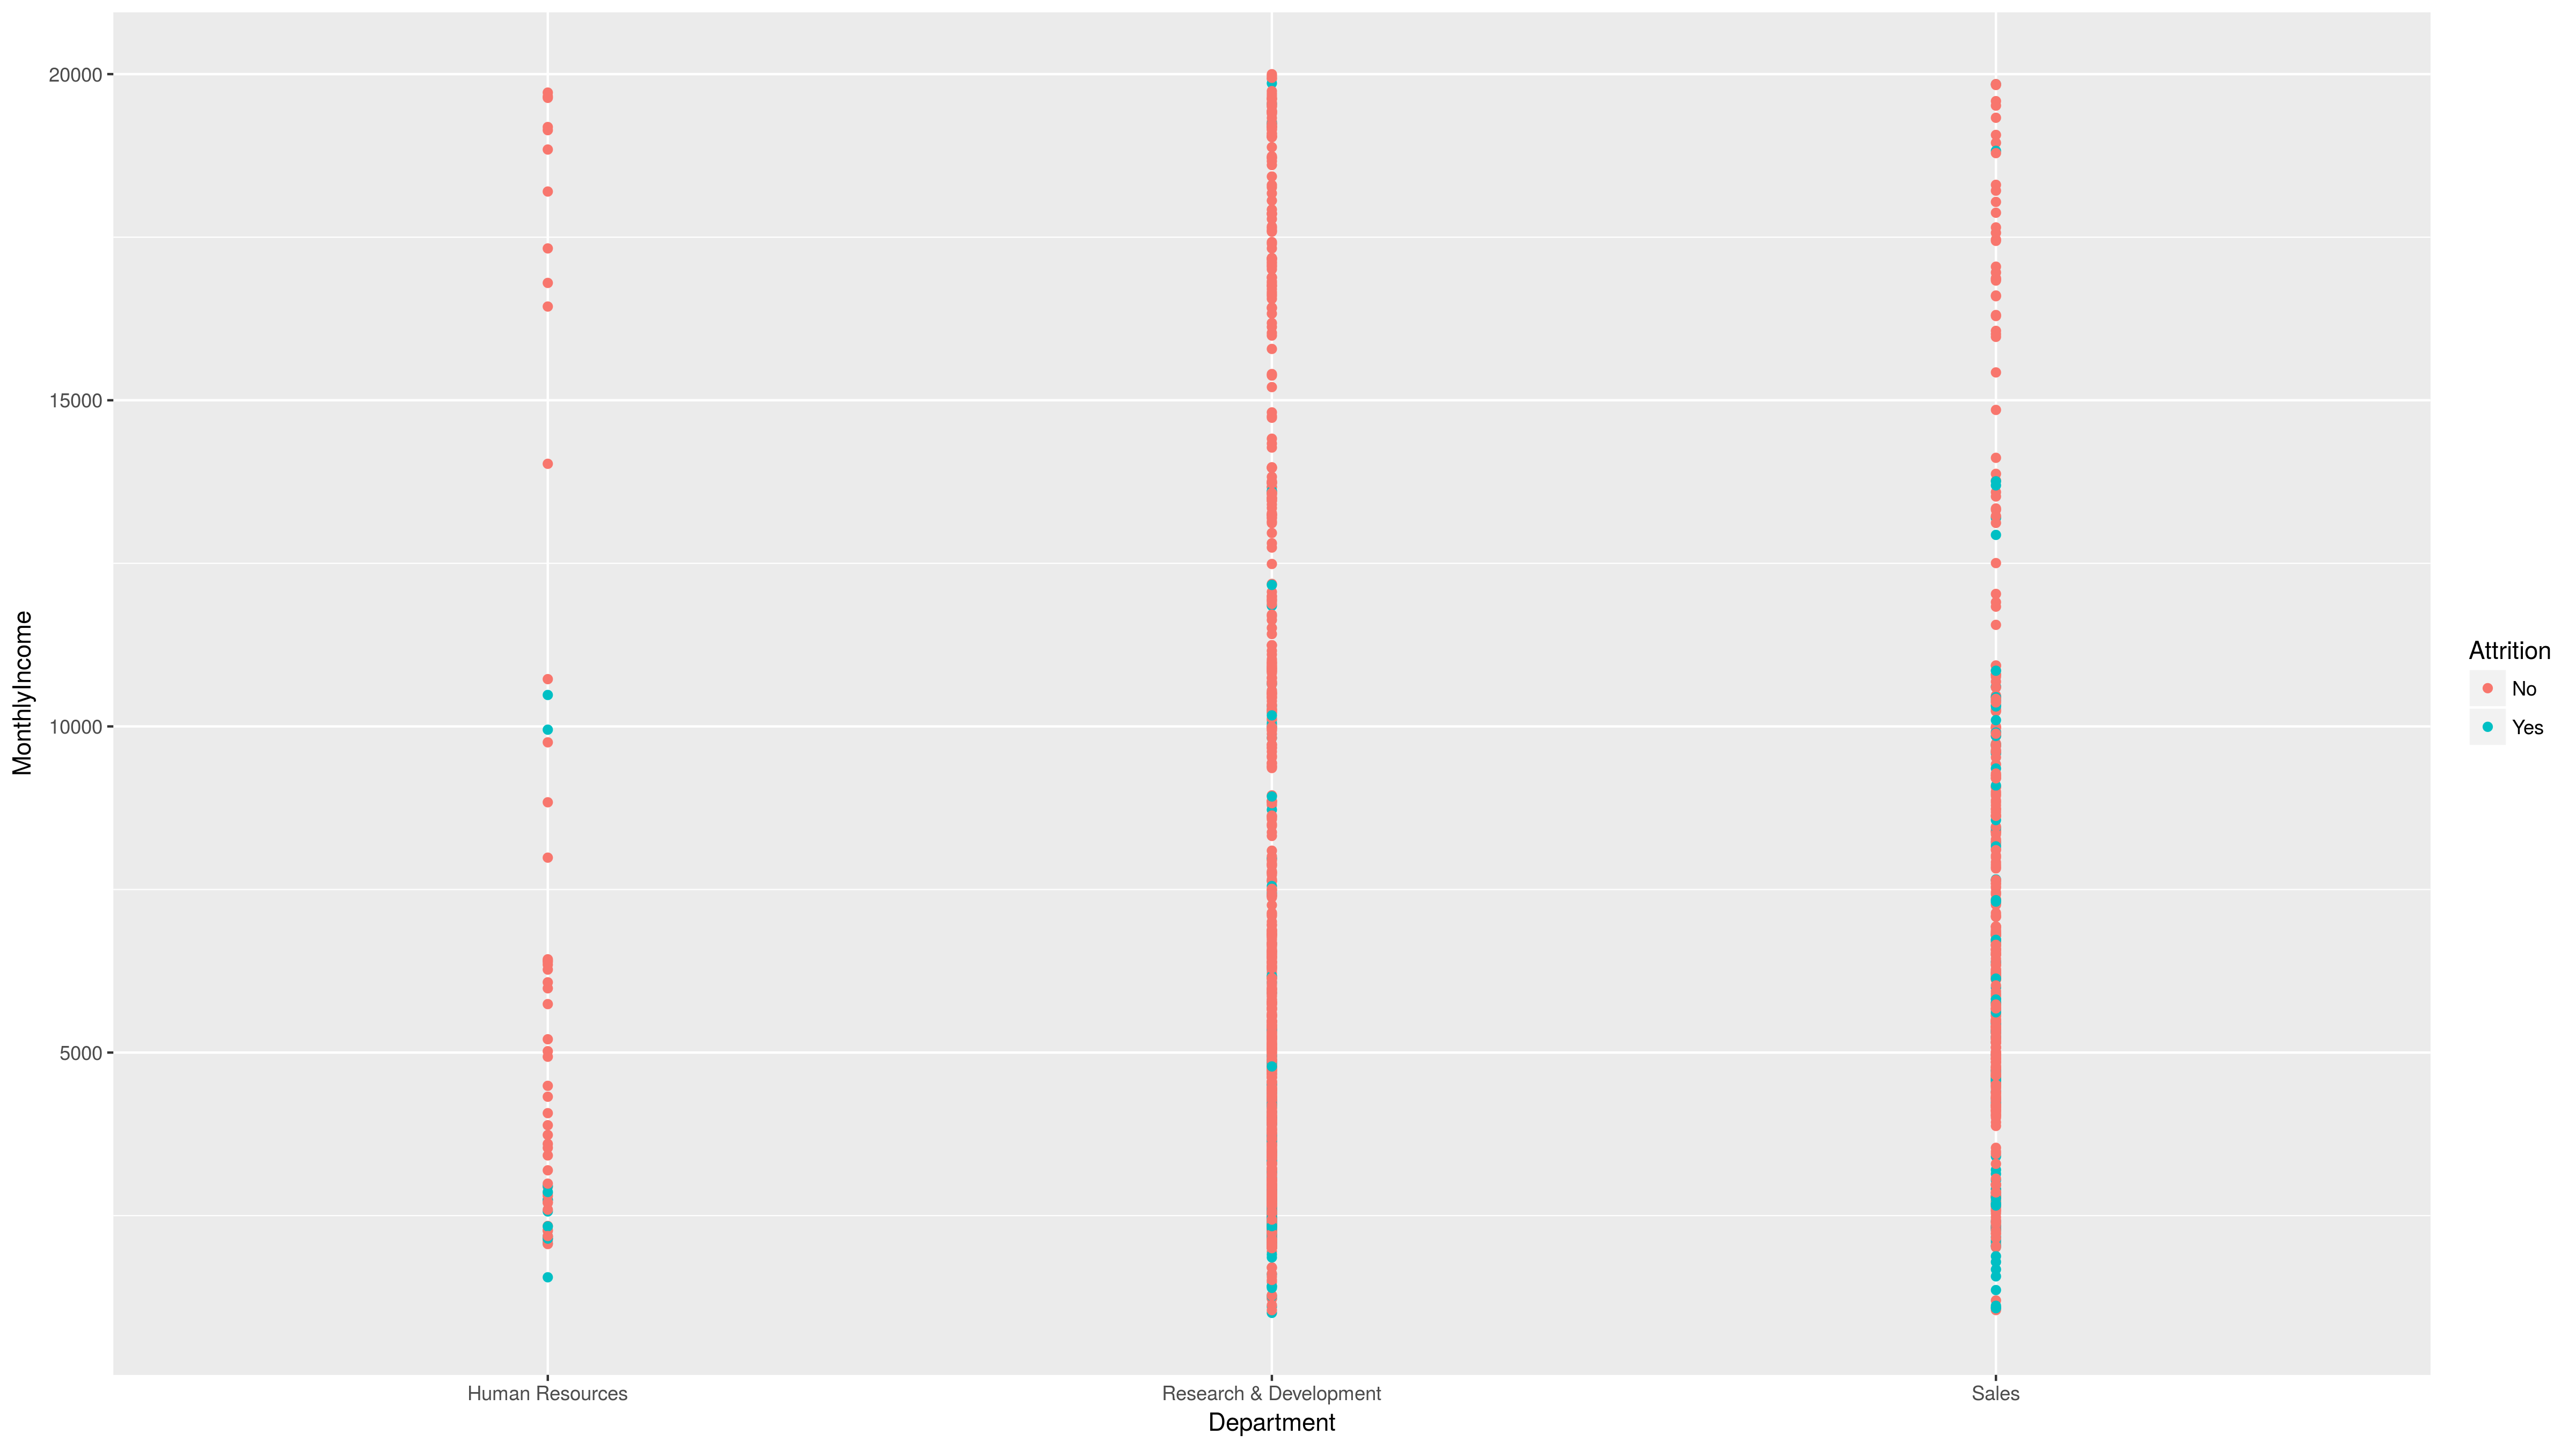 MonthlyIncome
20000
15000
10000
5000
Human Resources
Research & Development
Sales
Department
Attrition
No
Yes